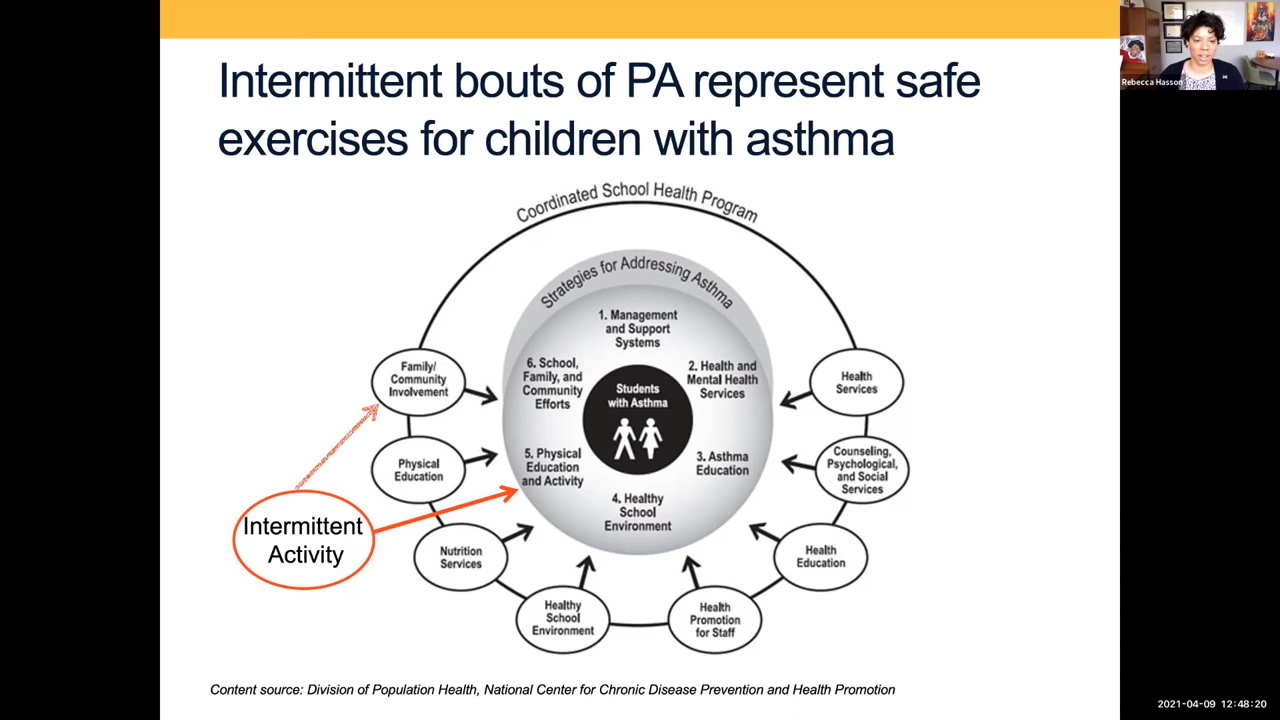 Intermittent bouts of PA represent safe
exercises for children with asthma
Rebecca Hasson
Coordinated School Health Program
Strategies for Addressing Asthma
1. Management
and Support
Systems
2. Health and
Mental Health
Services
3. Asthma
Education
4. Healthy
School
Environment
5. Physical
Education
and Activity
6. School,
Family, and
Community
Efforts
Students
with Asthma
Family/
Community
Involvement
Physical
Education
Nutrition
Services
Healthy
School
Environment
Health
Promotion
for Staff
Health
Education
Counseling,
Psychological,
and Social
Services
Health
Services
Intermittent
Activity
Content source: Division of Population Health, National Center for Chronic Disease Prevention and Health Promotion
2021-04-09 12:48:20